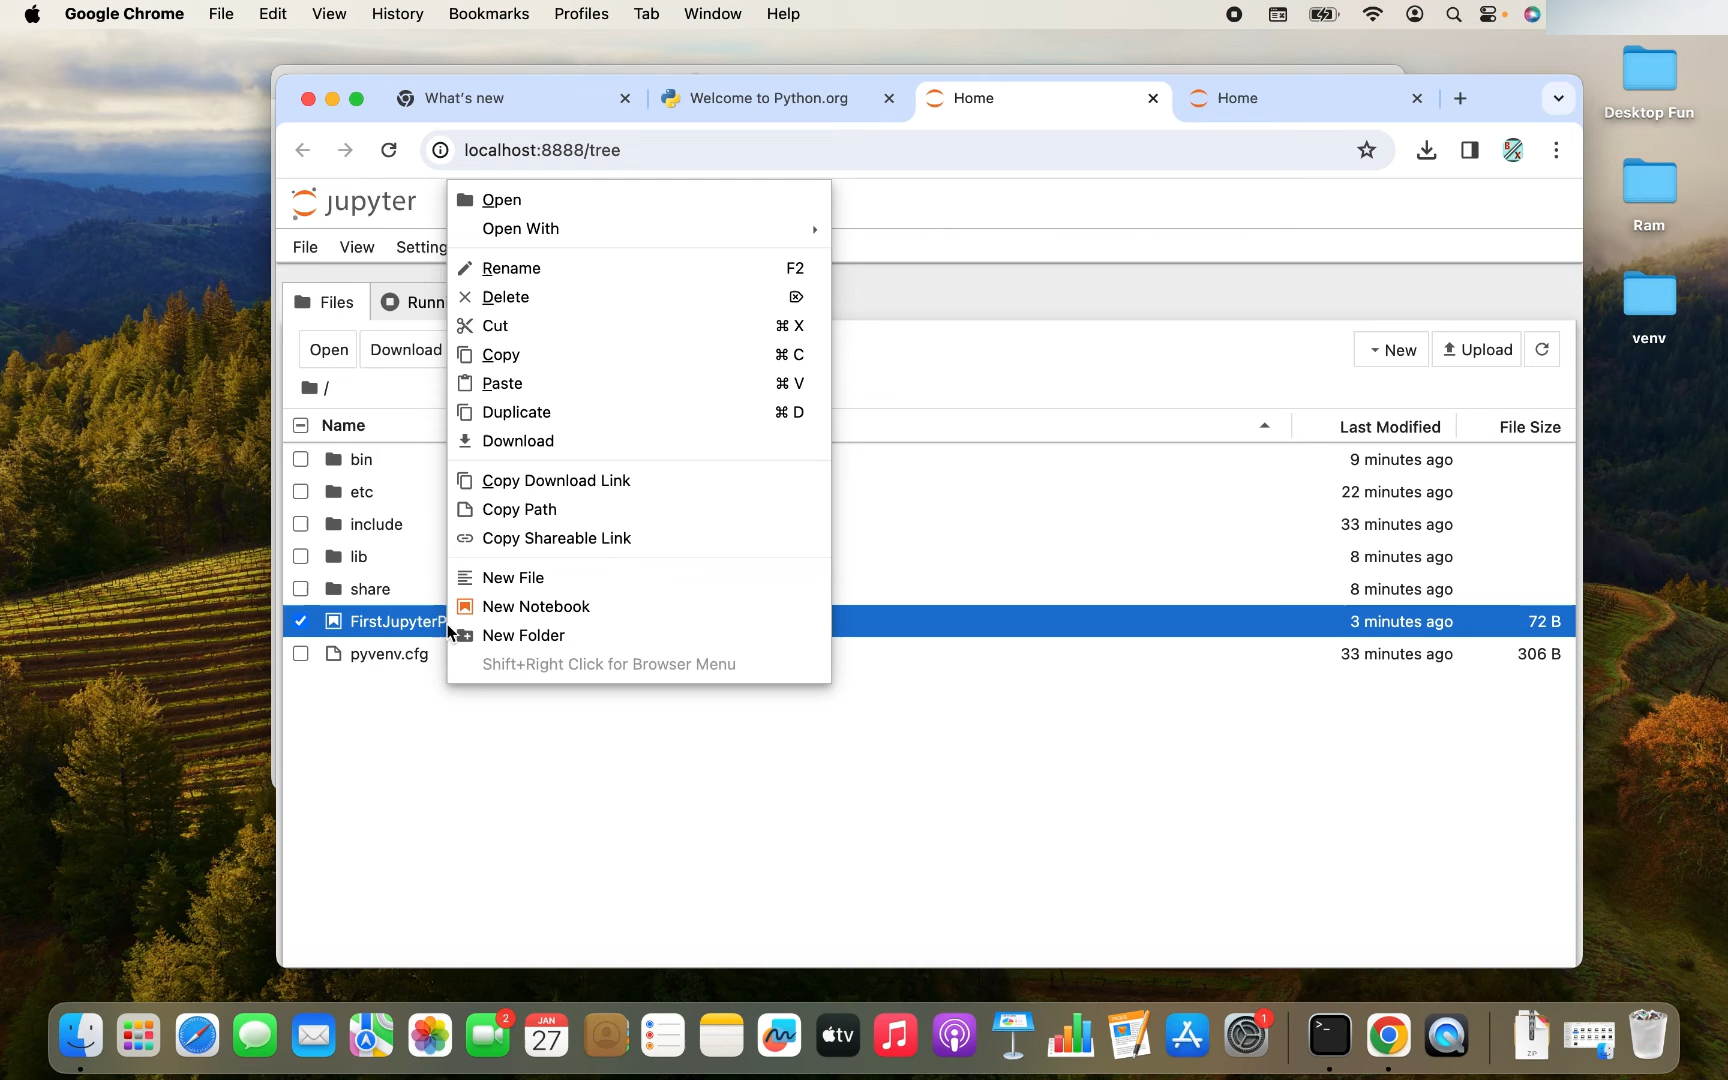 Google Chrome File Edit View History Bookmarks Profiles Tab Window Help
Desktop Fun
Ram
venv
What's new
Welcome to Python.org
Home
Home
localhost:8888/tree
jupyter
File View Setting
Files Runn
Open Download
New Upload
/
Name Last Modified File Size
bin 9 minutes ago
etc 22 minutes ago
include 33 minutes ago
lib 8 minutes ago
share 8 minutes ago
FirstJupyterP 3 minutes ago 72 B
pyvenv.cfg 33 minutes ago 306 B
Open
Open With
Rename F2
Delete ⌦
Cut ⌘ X
Copy ⌘ C
Paste ⌘ V
Duplicate ⌘ D
Download
Copy Download Link
Copy Path
Copy Shareable Link
New File
New Notebook
New Folder
Shift+Right Click for Browser Menu
2
JAN
27
tv
PAGES
1
>_
ZIP